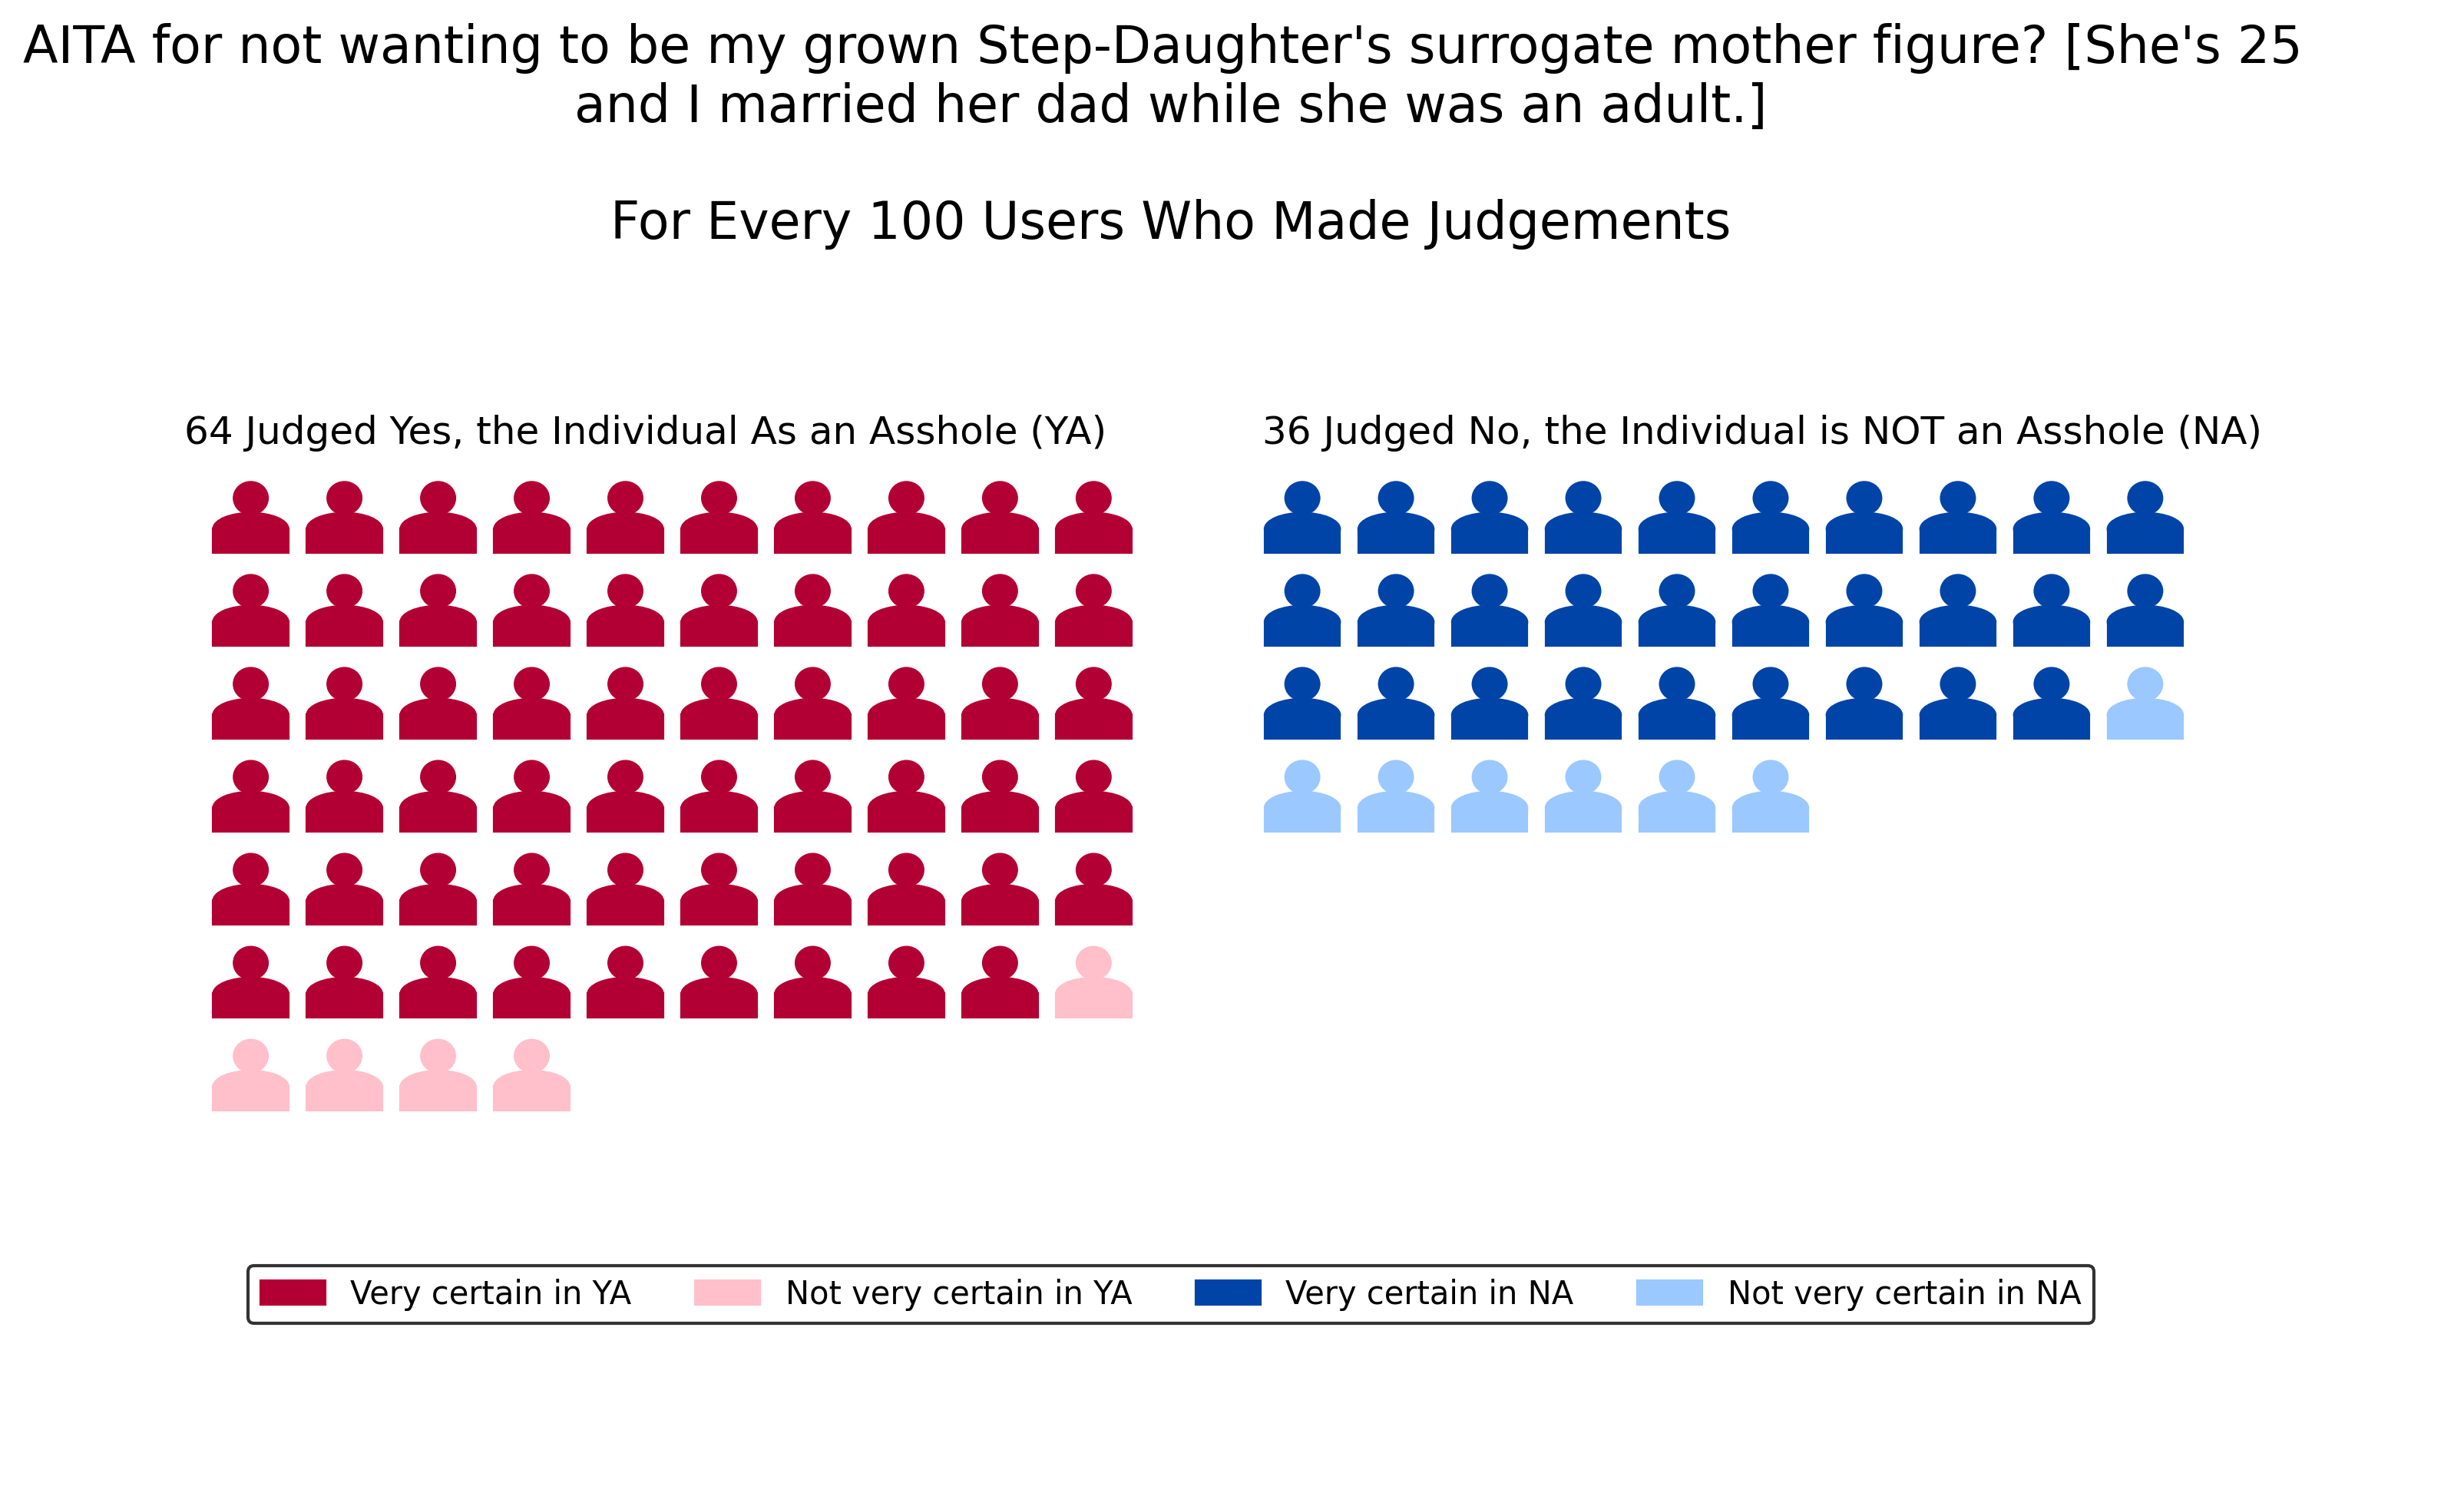 AITA for not wanting to be my grown Step-Daughter's surrogate mother figure? [She's 25
and I married her dad while she was an adult.]
For Every 100 Users Who Made Judgements
64 Judged Yes, the Individual As an Asshole (YA)
36 Judged No, the Individual is NOT an Asshole (NA)
Very certain in YA
Not very certain in YA
Very certain in NA
Not very certain in NA